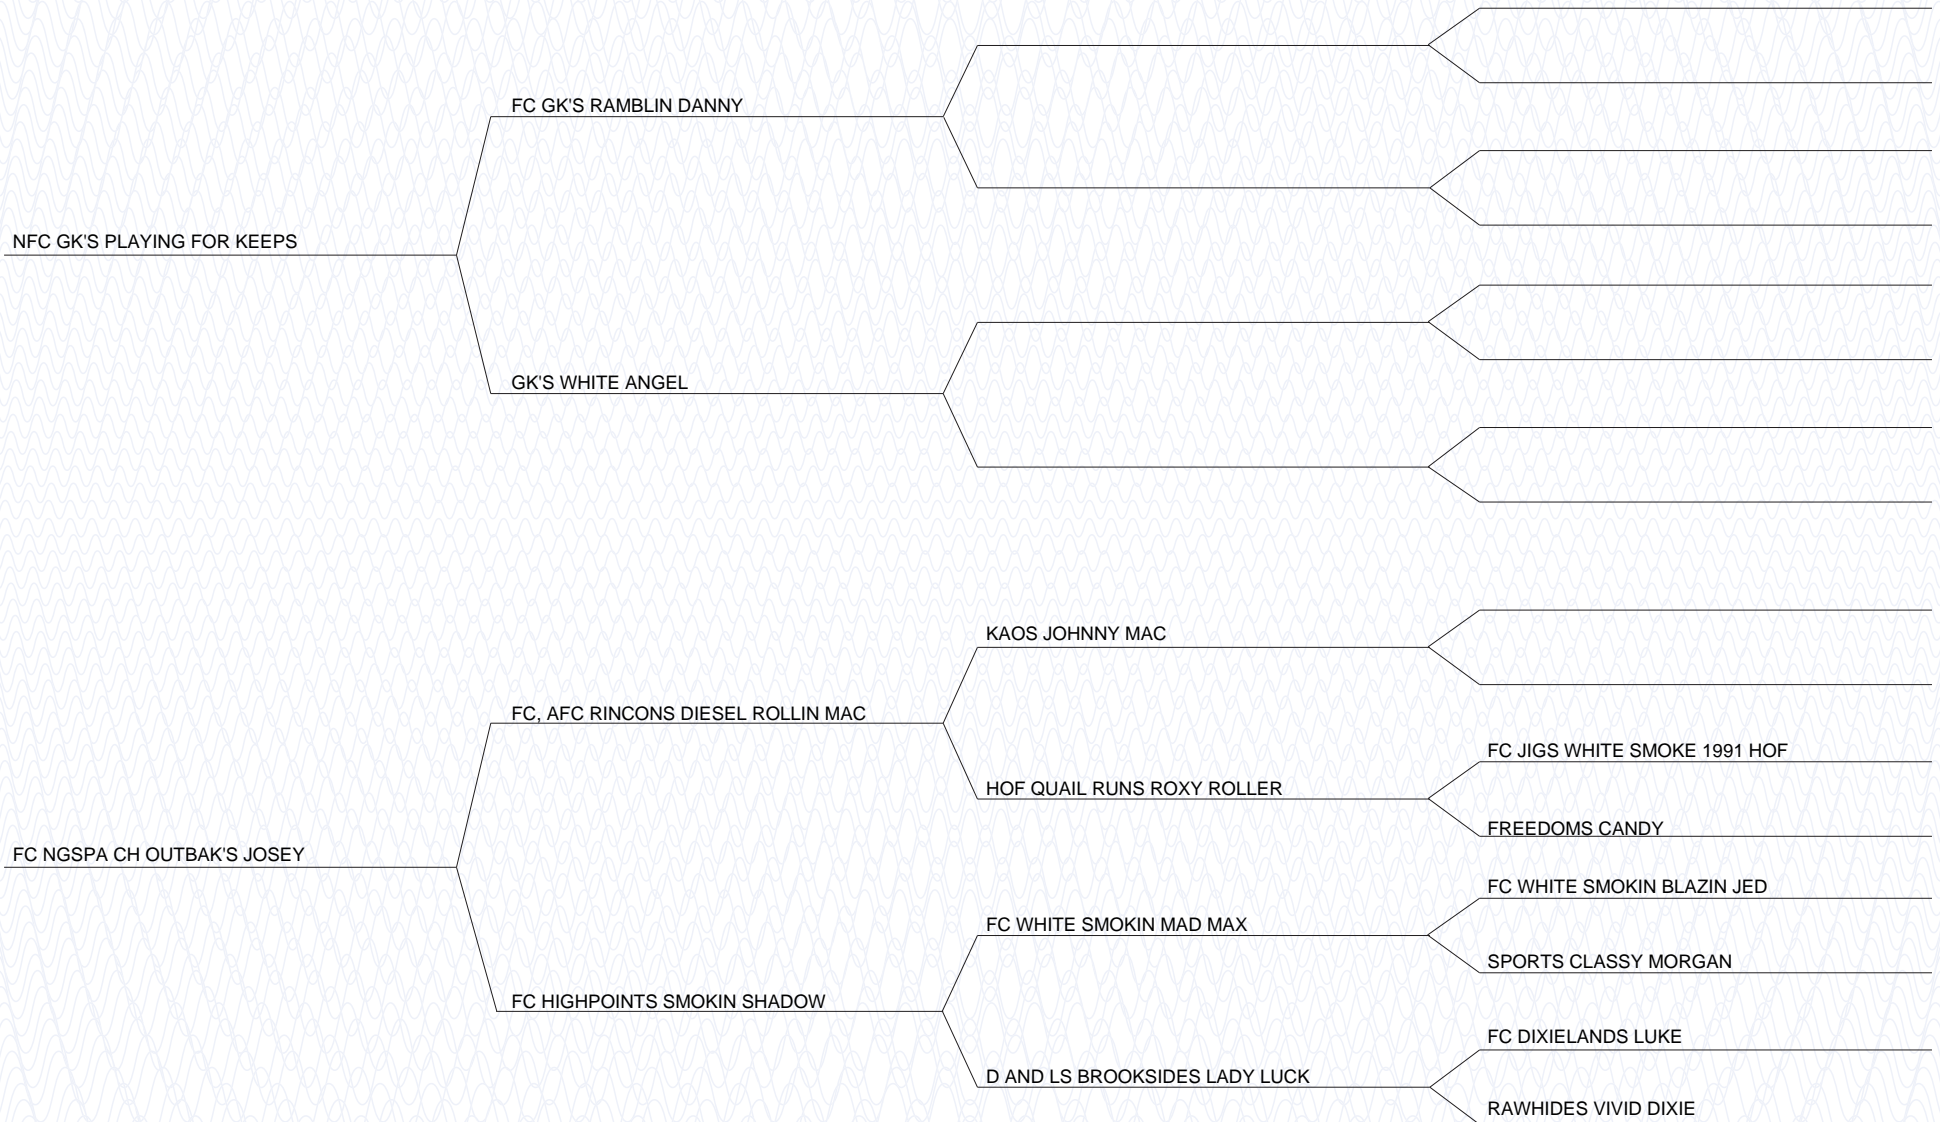 FC GK'S RAMBLIN DANNY
NFC GK'S PLAYING FOR KEEPS
GK'S WHITE ANGEL
KAOS JOHNNY MAC
FC, AFC RINCONS DIESEL ROLLIN MAC
FC JIGS WHITE SMOKE 1991 HOF
HOF QUAIL RUNS ROXY ROLLER
FREEDOMS CANDY
FC NGSPA CH OUTBAK'S JOSEY
FC WHITE SMOKIN BLAZIN JED
FC WHITE SMOKIN MAD MAX
SPORTS CLASSY MORGAN
FC HIGHPOINTS SMOKIN SHADOW
FC DIXIELANDS LUKE
D AND LS BROOKSIDES LADY LUCK
RAWHIDES VIVID DIXIE